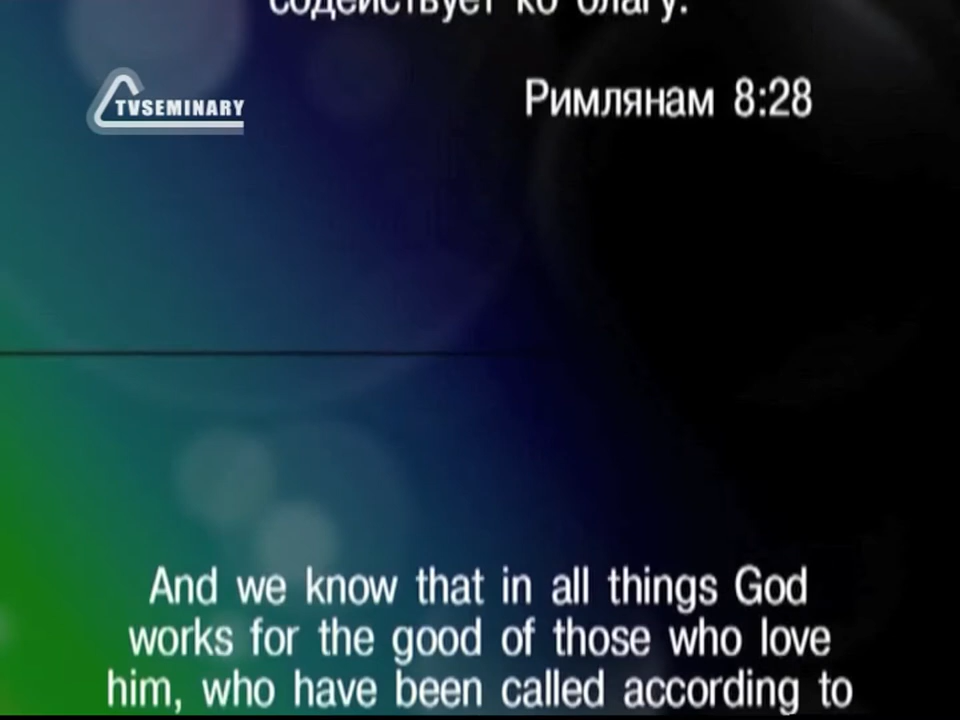 содействует ко благу.
TVSEMINARY
Римлянам 8:28
And we know that in all things God
works for the good of those who love
him, who have been called according to